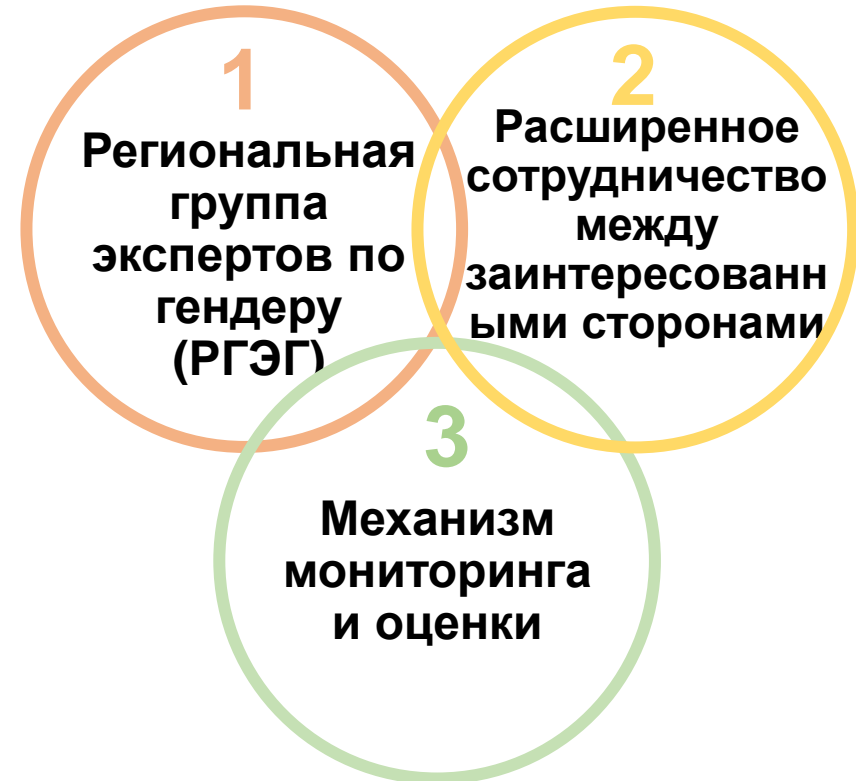 1
Региональная
группа
экспертов по
гендеру
(РГЭГ)
2
Расширенное
сотрудничество
между
заинтересованн
ыми сторонами
3
Механизм
мониторинга
и оценки